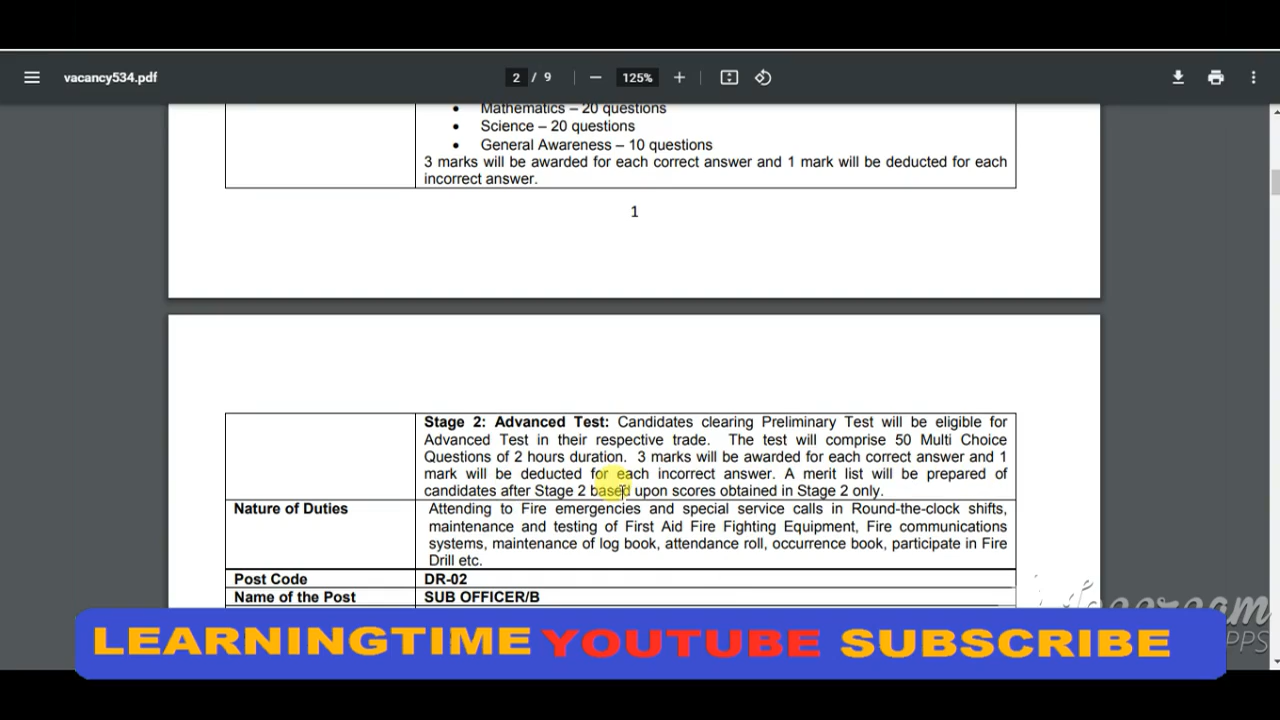 vacancy534.pdf
2 / 9
125%
• Mathematics – 20 questions
• Science – 20 questions
• General Awareness – 10 questions
3 marks will be awarded for each correct answer and 1 mark will be deducted for each
incorrect answer.
1
Stage 2: Advanced Test: Candidates clearing Preliminary Test will be eligible for
Advanced Test in their respective trade. The test will comprise 50 Multi Choice
Questions of 2 hours duration. 3 marks will be awarded for each correct answer and 1
mark will be deducted for each incorrect answer. A merit list will be prepared of
candidates after Stage 2 based upon scores obtained in Stage 2 only.
Nature of Duties
Attending to Fire emergencies and special service calls in Round-the-clock shifts,
maintenance and testing of First Aid Fire Fighting Equipment, Fire communications
systems, maintenance of log book, attendance roll, occurrence book, participate in Fire
Drill etc.
Post Code DR-02
Name of the Post SUB OFFICER/B
LEARNINGTIME YOUTUBE SUBSCRIBE